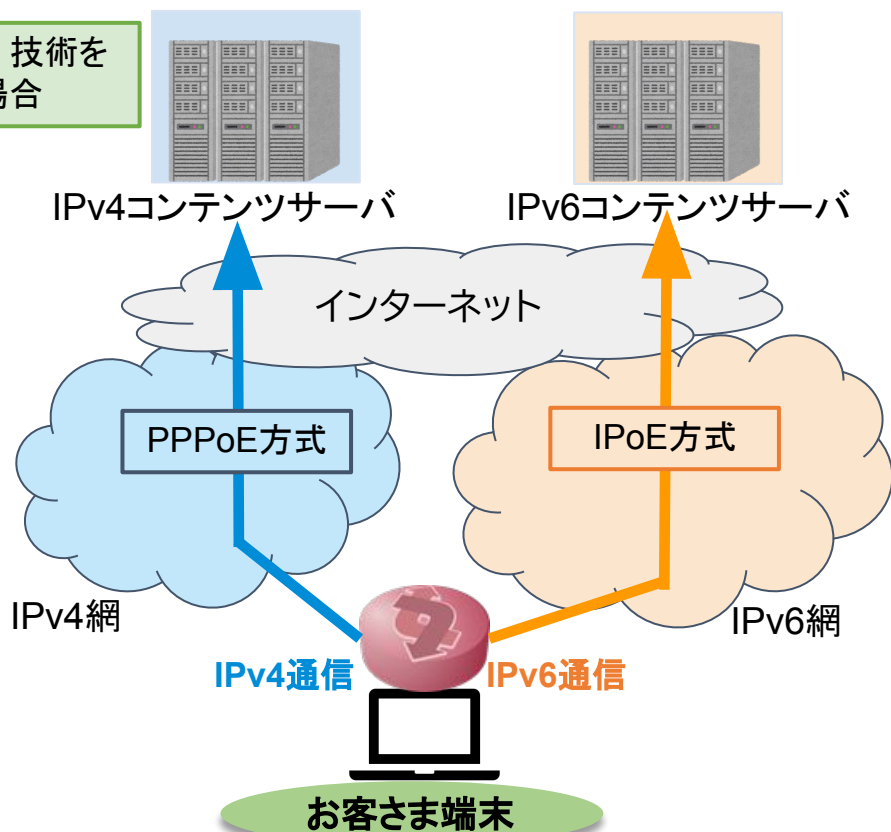 技術を
場合
IPv4コンテンツサーバ
IPv6コンテンツサーバ
インターネット
PPPoE方式
IPoE方式
IPv4網
IPv6網
IPv4通信
IPv6通信
お客さま端末